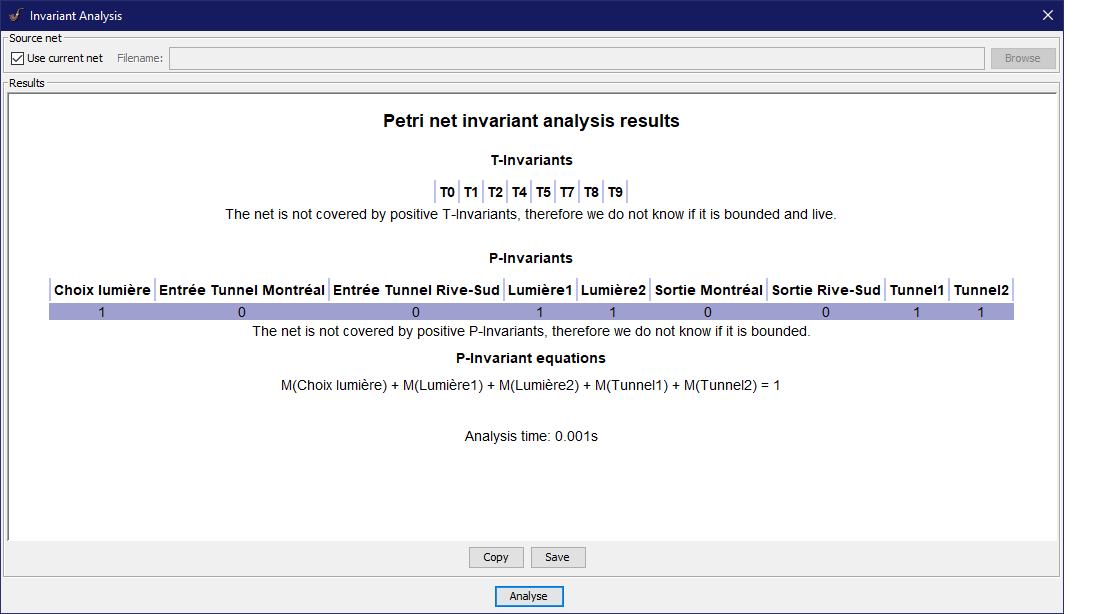 Invariant Analysis
Source net
Use current net Filename: Browse
Results
Petri net invariant analysis results
T-Invariants
T0 T1 T2 T4 T5 T7 T8 T9
The net is not covered by positive T-Invariants, therefore we do not know if it is bounded and live.
P-Invariants
Choix lumière Entrée Tunnel Montréal Entrée Tunnel Rive-Sud Lumière1 Lumière2 Sortie Montréal Sortie Rive-Sud Tunnel1 Tunnel2
1 0 0 1 1 0 0 1 1
The net is not covered by positive P-Invariants, therefore we do not know if it is bounded.
P-Invariant equations
M(Choix lumière) + M(Lumière1) + M(Lumière2) + M(Tunnel1) + M(Tunnel2) = 1
Analysis time: 0.001s
Copy Save
Analyse